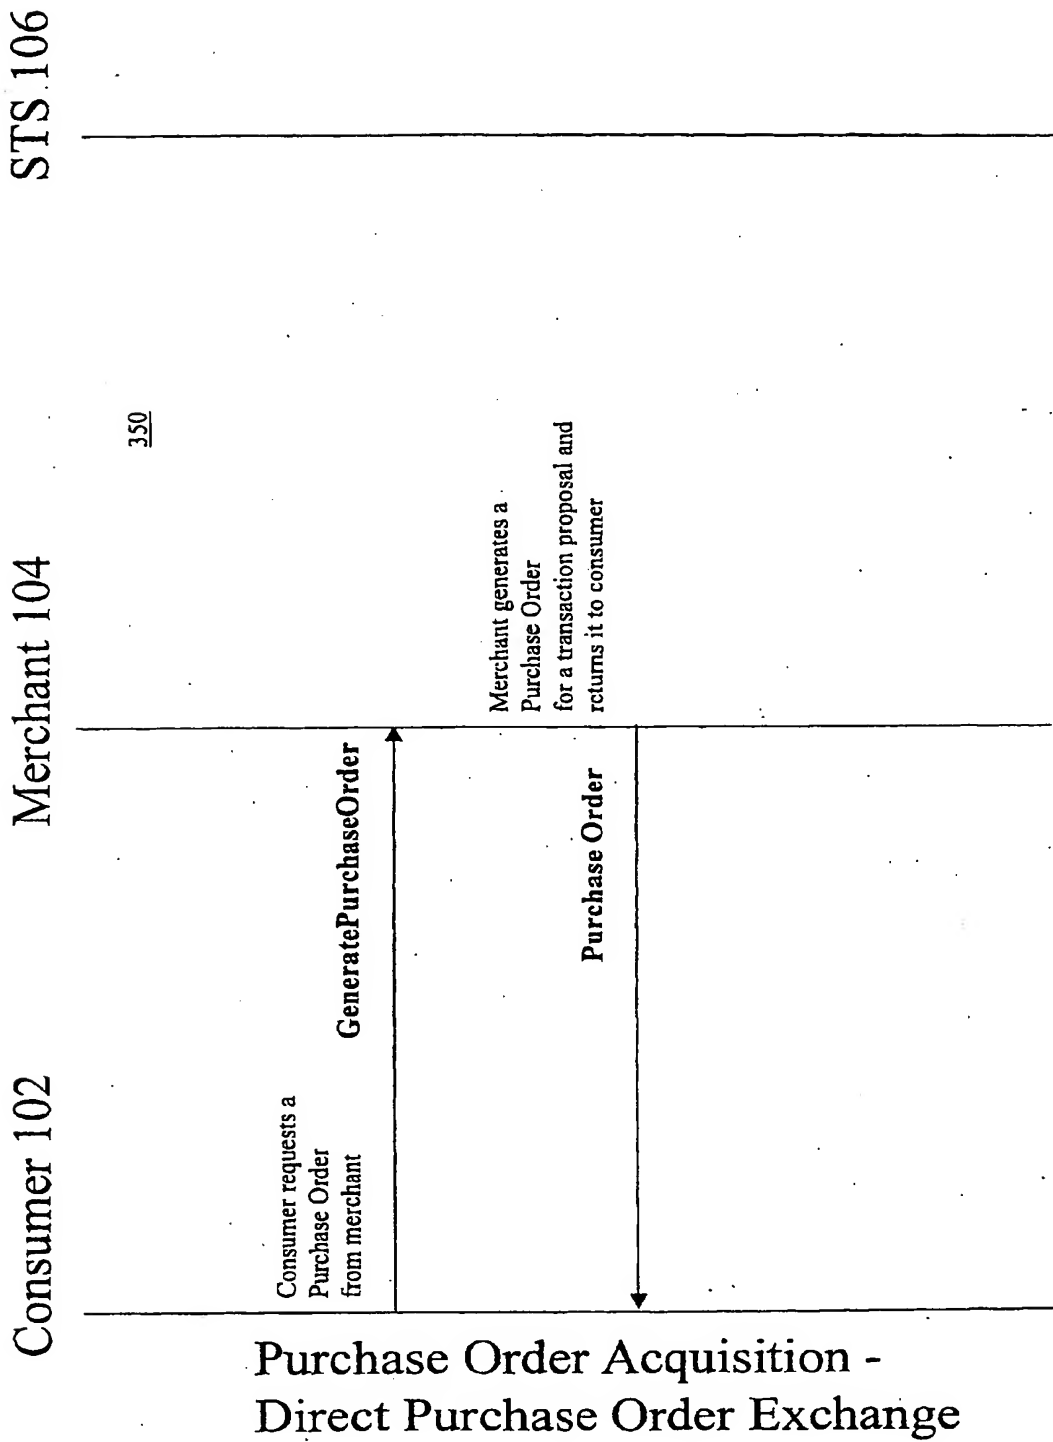 Consumer 102
Merchant 104
STS 106
350
Consumer requests a
Purchase Order
from merchant
GeneratePurchaseOrder
Merchant generates a
Purchase Order
for a transaction proposal and
returns it to consumer
Purchase Order
Purchase Order Acquisition -
Direct Purchase Order Exchange